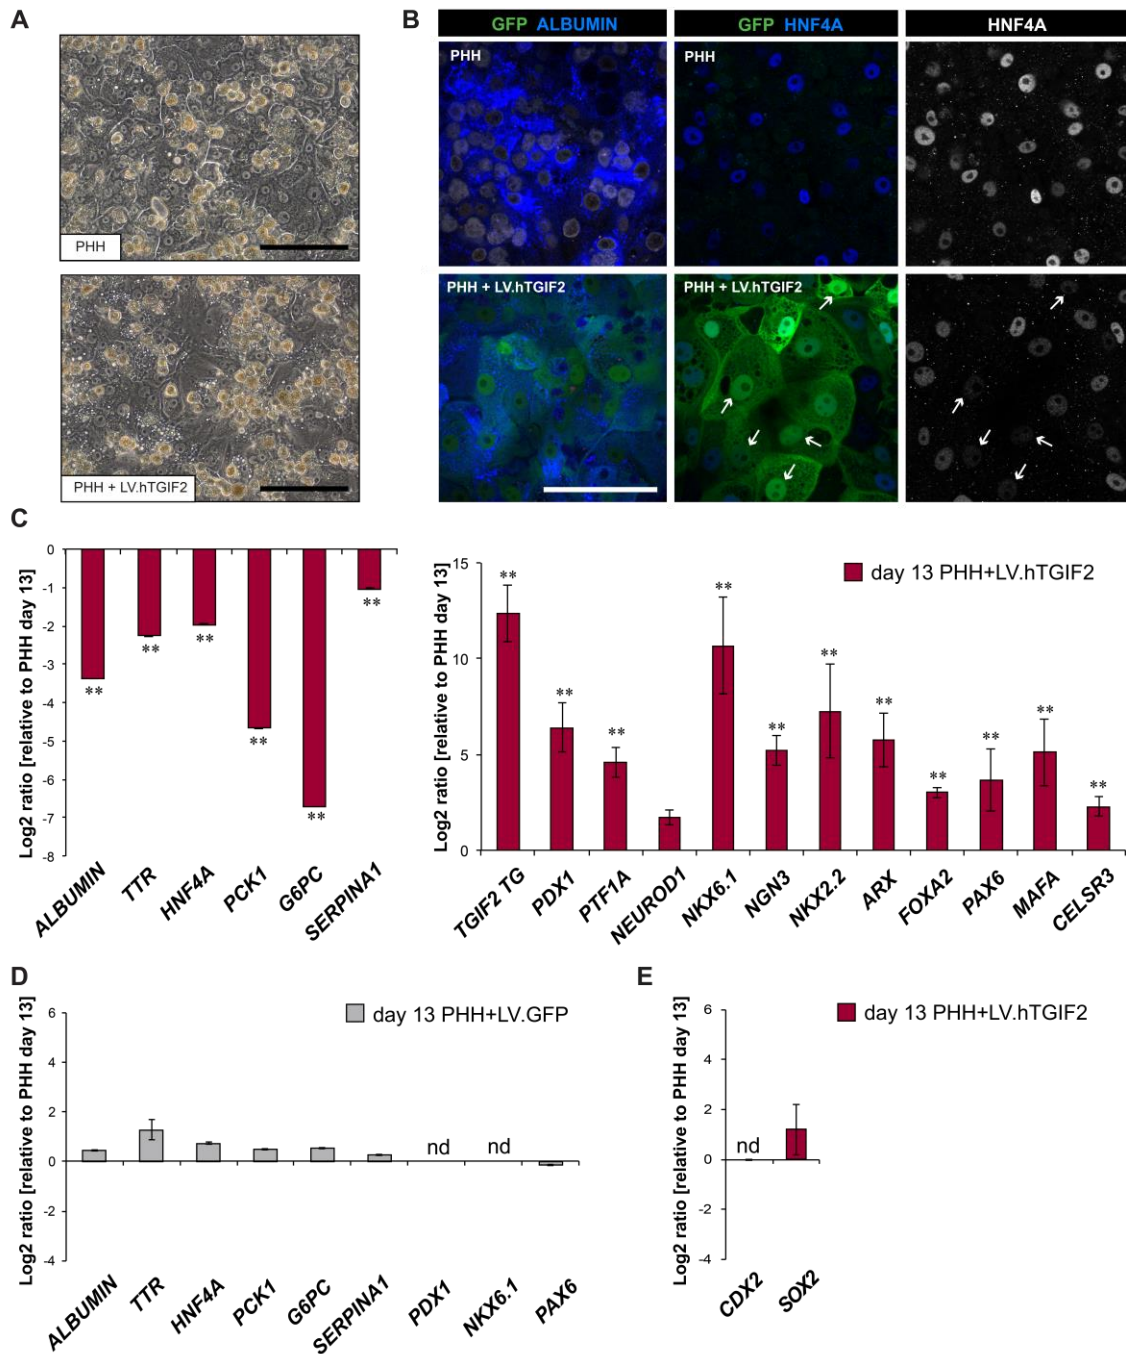 A
PHH
PHH + LV.hTGIF2
B
GFP ALBUMIN
GFP HNF4A
HNF4A
PHH
PHH
PHH + LV.hTGIF2
PHH + LV.hTGIF2
C
Log2 ratio [relative to PHH day 13]
0
-1
-2
-3
-4
-5
-6
-7
-8
**
**
**
**
**
**
ALBUMIN
TTR
HNF4A
PCK1
G6PC
SERPINA1
Log2 ratio [relative to PHH day 13]
15
10
5
0
day 13 PHH+LV.hTGIF2
**
**
**
**
**
**
**
**
**
**
**
TGIF2 TG
PDX1
PTF1A
NEUROD1
NKX6.1
NGN3
NKX2.2
ARX
FOXA2
PAX6
MAFA
CELSR3
D
Log2 ratio [relative to PHH day 13]
6
4
2
0
-2
-4
day 13 PHH+LV.GFP
nd
nd
ALBUMIN
TTR
HNF4A
PCK1
G6PC
SERPINA1
PDX1
NKX6.1
PAX6
E
Log2 ratio [relative to PHH day 13]
6
4
2
0
-2
-4
day 13 PHH+LV.hTGIF2
nd
CDX2
SOX2